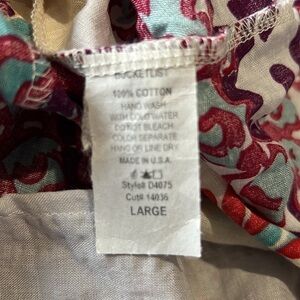 BUCKETLIST
100% COTTON
HAND WASH
WITH COLD WATER
DO NOT BLEACH
COLOR SEPARATE
HANG OR LINE DRY
MADE IN U.S.A.
Style# D4075
Cut# 14036
LARGE